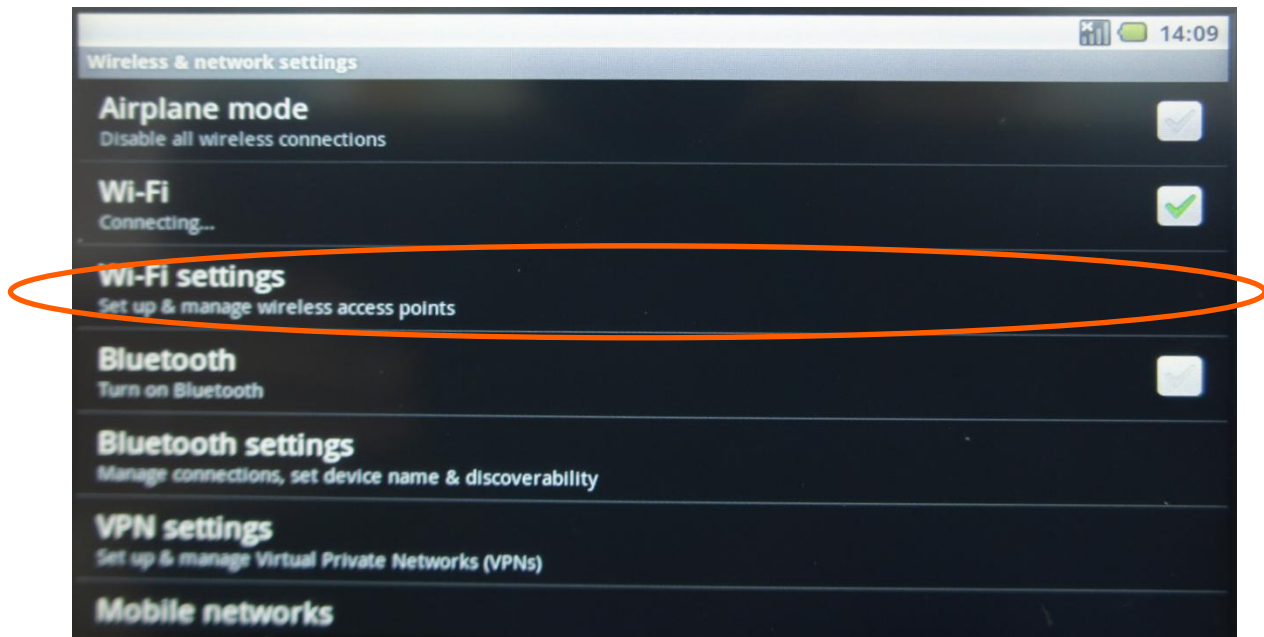 14:09
Wireless & network settings
Airplane mode
Disable all wireless connections
Wi-Fi
Connecting...
Wi-Fi settings
Set up & manage wireless access points
Bluetooth
Turn on Bluetooth
Bluetooth settings
Manage connections, set device name & discoverability
VPN settings
Set up & manage Virtual Private Networks (VPNs)
Mobile networks